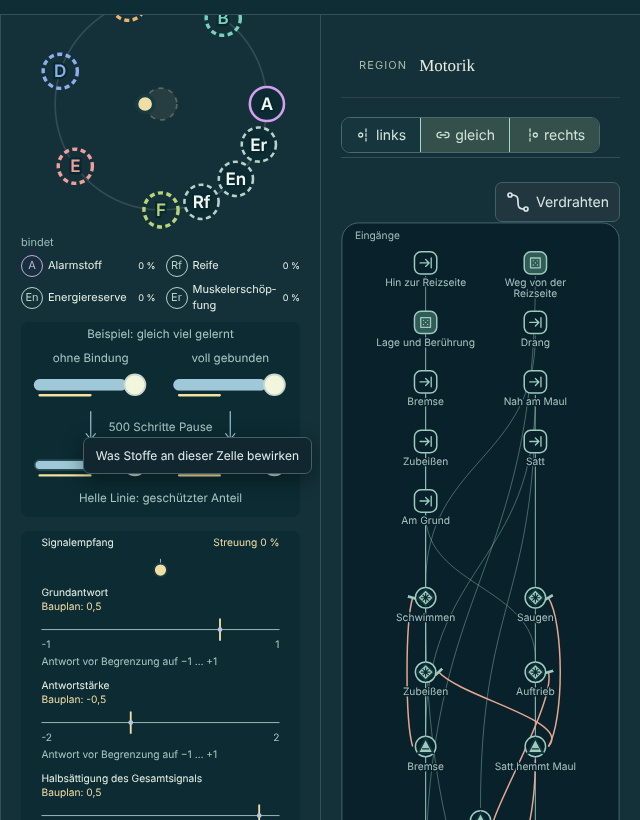 B
D
A
Er
E
En
Rf
F
bindet
A Alarmstoff 0 % Rf Reife 0 %
En Energiereserve 0 % Er Muskelerschöp-
fung 0 %
Beispiel: gleich viel gelernt
ohne Bindung voll gebunden
500 Schritte Pause
Was Stoffe an dieser Zelle bewirken
Helle Linie: geschützter Anteil
Signalempfang Streuung 0 %
Grundantwort
Bauplan: 0,5
-1 1
Antwort vor Begrenzung auf −1 … +1
Antwortstärke
Bauplan: -0,5
-2 2
Antwort vor Begrenzung auf −1 … +1
Halbsättigung des Gesamtsignals
Bauplan: 0,5
REGION Motorik
links gleich rechts
Verdrahten
Eingänge
Hin zur Reizseite
Weg von der
Reizseite
Lage und Berührung
Drang
Bremse
Nah am Maul
Zubeißen
Satt
Am Grund
Schwimmen
Saugen
Zubeißen
Auftrieb
Bremse
Satt hemmt Maul